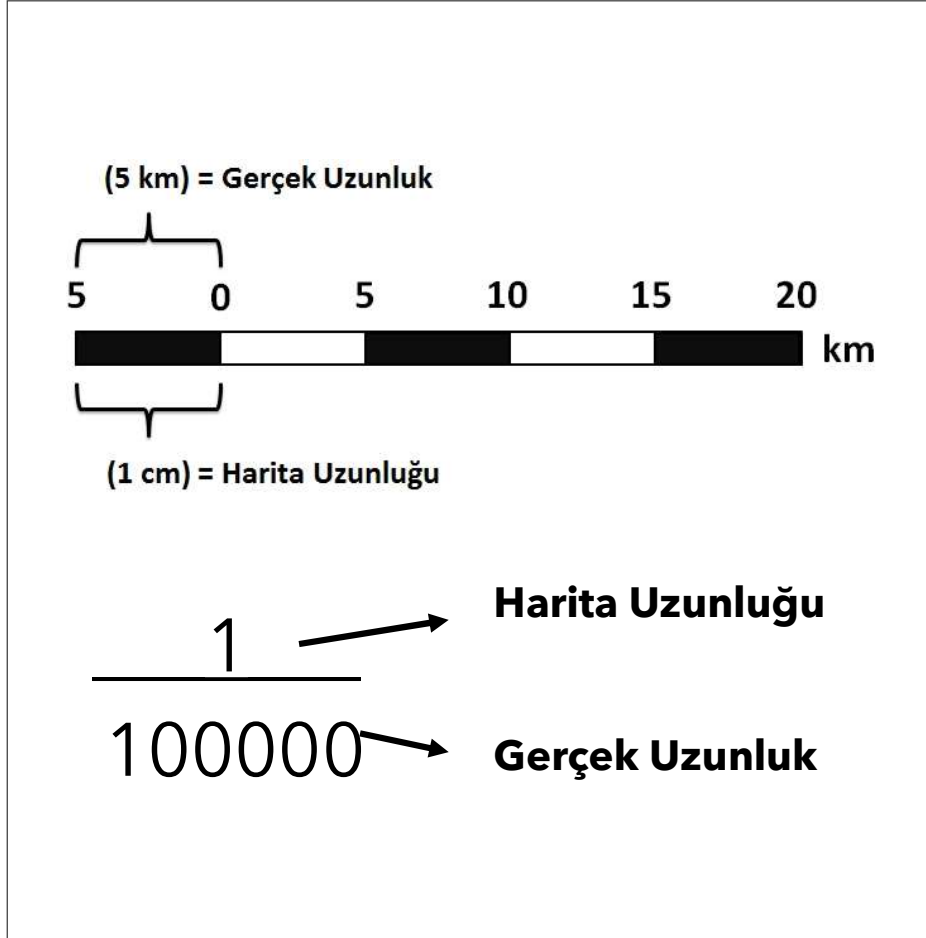 (5 km) = Gerçek Uzunluk
5 0 5 10 15 20
km
(1 cm) = Harita Uzunluğu
1
Harita Uzunluğu
100000
Gerçek Uzunluk